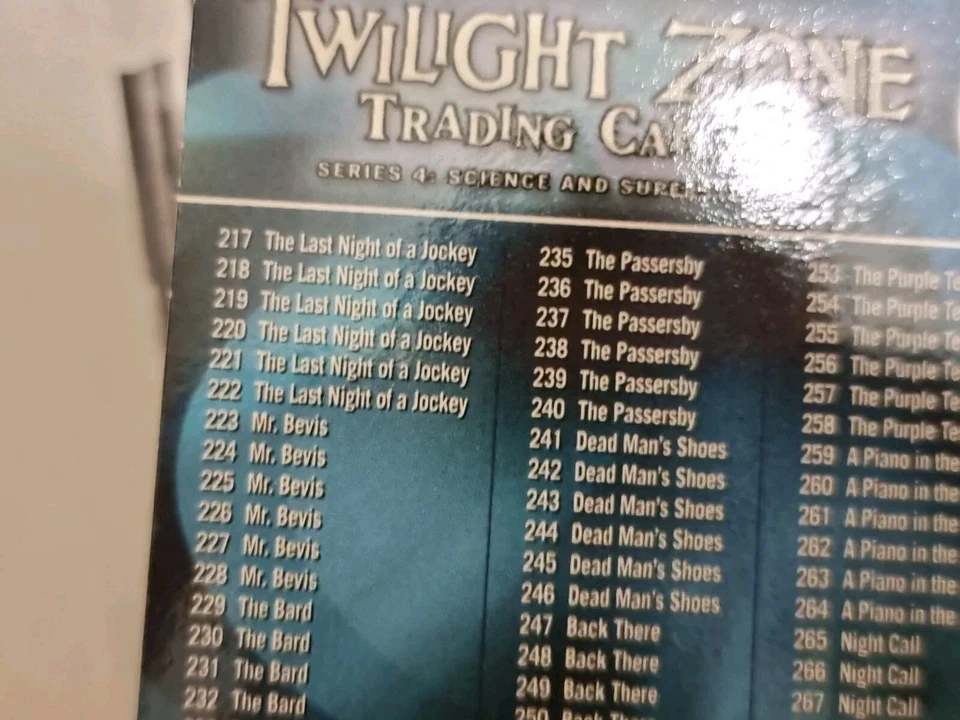 TWILIGHT ZONE
TRADING
SERIES 4: SCIENCE AND
217 The Last Night of a Jockey
218 The Last Night of a Jockey
219 The Last Night of a Jockey
220 The Last Night of a Jockey
221 The Last Night of a Jockey
222 The Last Night of a Jockey
223 Mr. Bevis
224 Mr. Bevis
225 Mr. Bevis
226 Mr. Bevis
227 Mr. Bevis
228 Mr. Bevis
229 The Bard
230 The Bard
231 The Bard
232 The Bard
235 The Passersby
236 The Passersby
237 The Passersby
238 The Passersby
239 The Passersby
240 The Passersby
241 Dead Man's Shoes
242 Dead Man's Shoes
243 Dead Man's Shoes
244 Dead Man's Shoes
245 Dead Man's Shoes
246 Dead Man's Shoes
247 Back There
248 Back There
249 Back There
250 Back There
253 The Purple
254 The Purple
255 The Purple
256 The Purple
257 The Purple
258 The Purple
259 A Piano in the
260 A Piano in the
261 A Piano in the
262 A Piano in the
263 A Piano in the
264 A Piano in the
265 Night Call
266 Night Call
267 Night Call